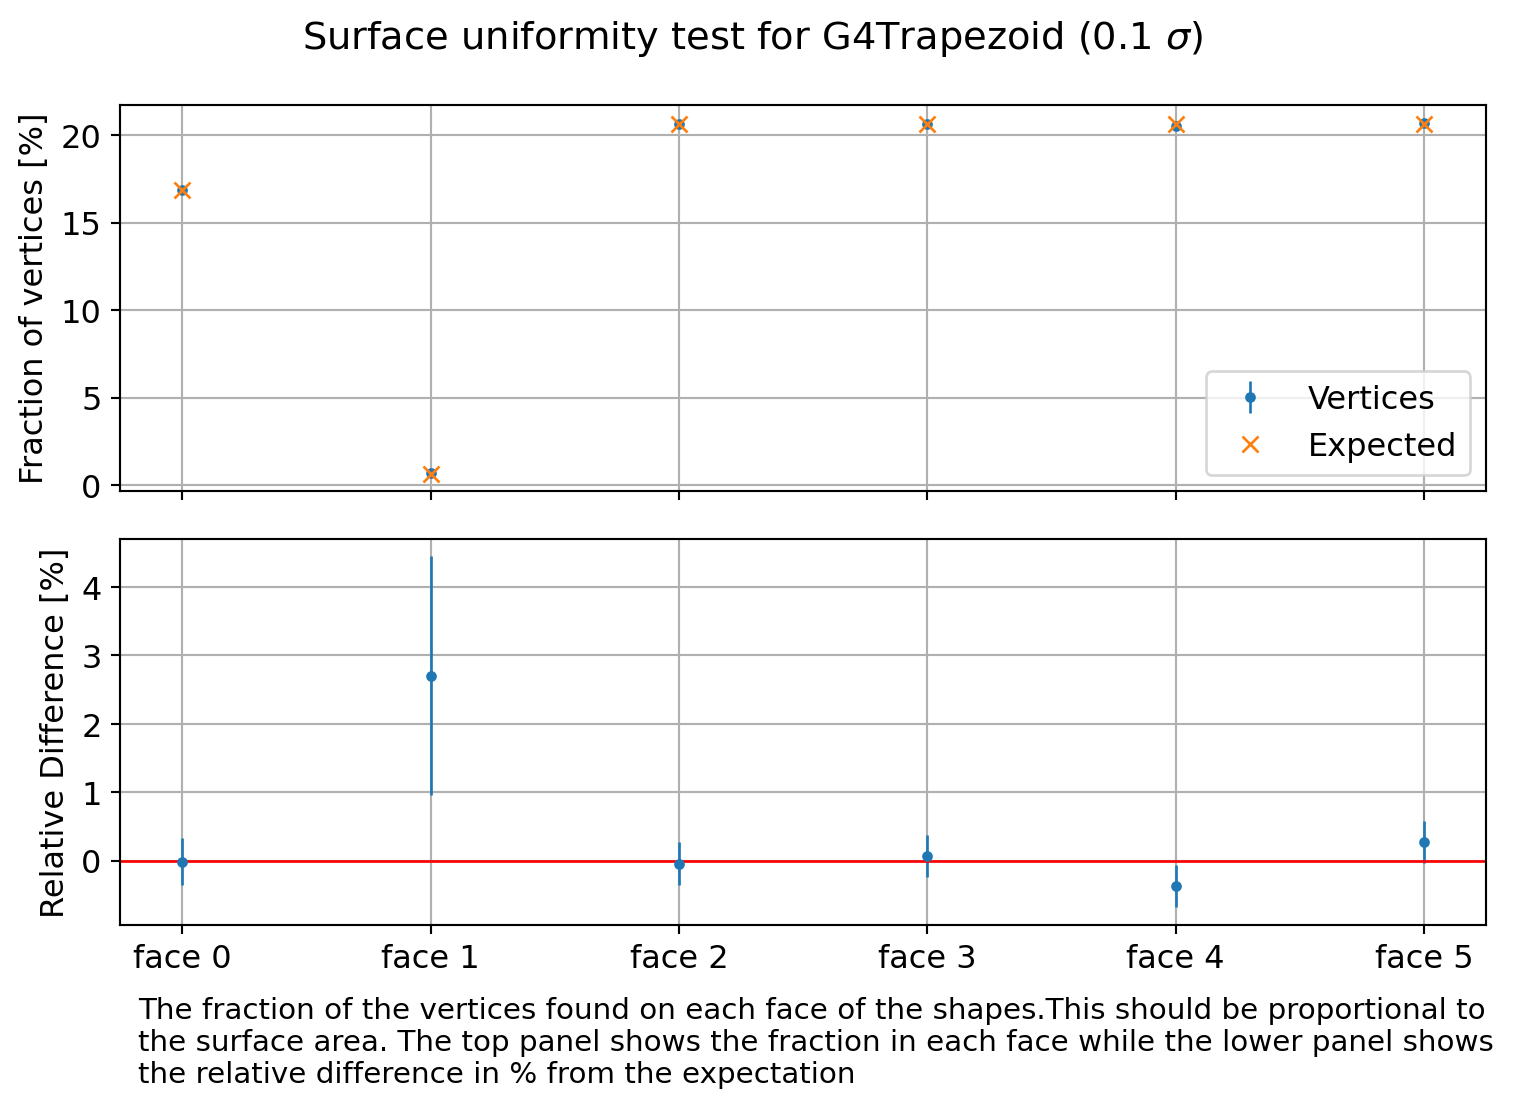 Surface uniformity test for G4Trapezoid (0.1 σ)
Fraction of vertices [%]
20
15
10
5
0
Vertices
Expected
Relative Difference [%]
4
3
2
1
0
face 0
face 1
face 2
face 3
face 4
face 5
The fraction of the vertices found on each face of the shapes.This should be proportional to
the surface area. The top panel shows the fraction in each face while the lower panel shows
the relative difference in % from the expectation